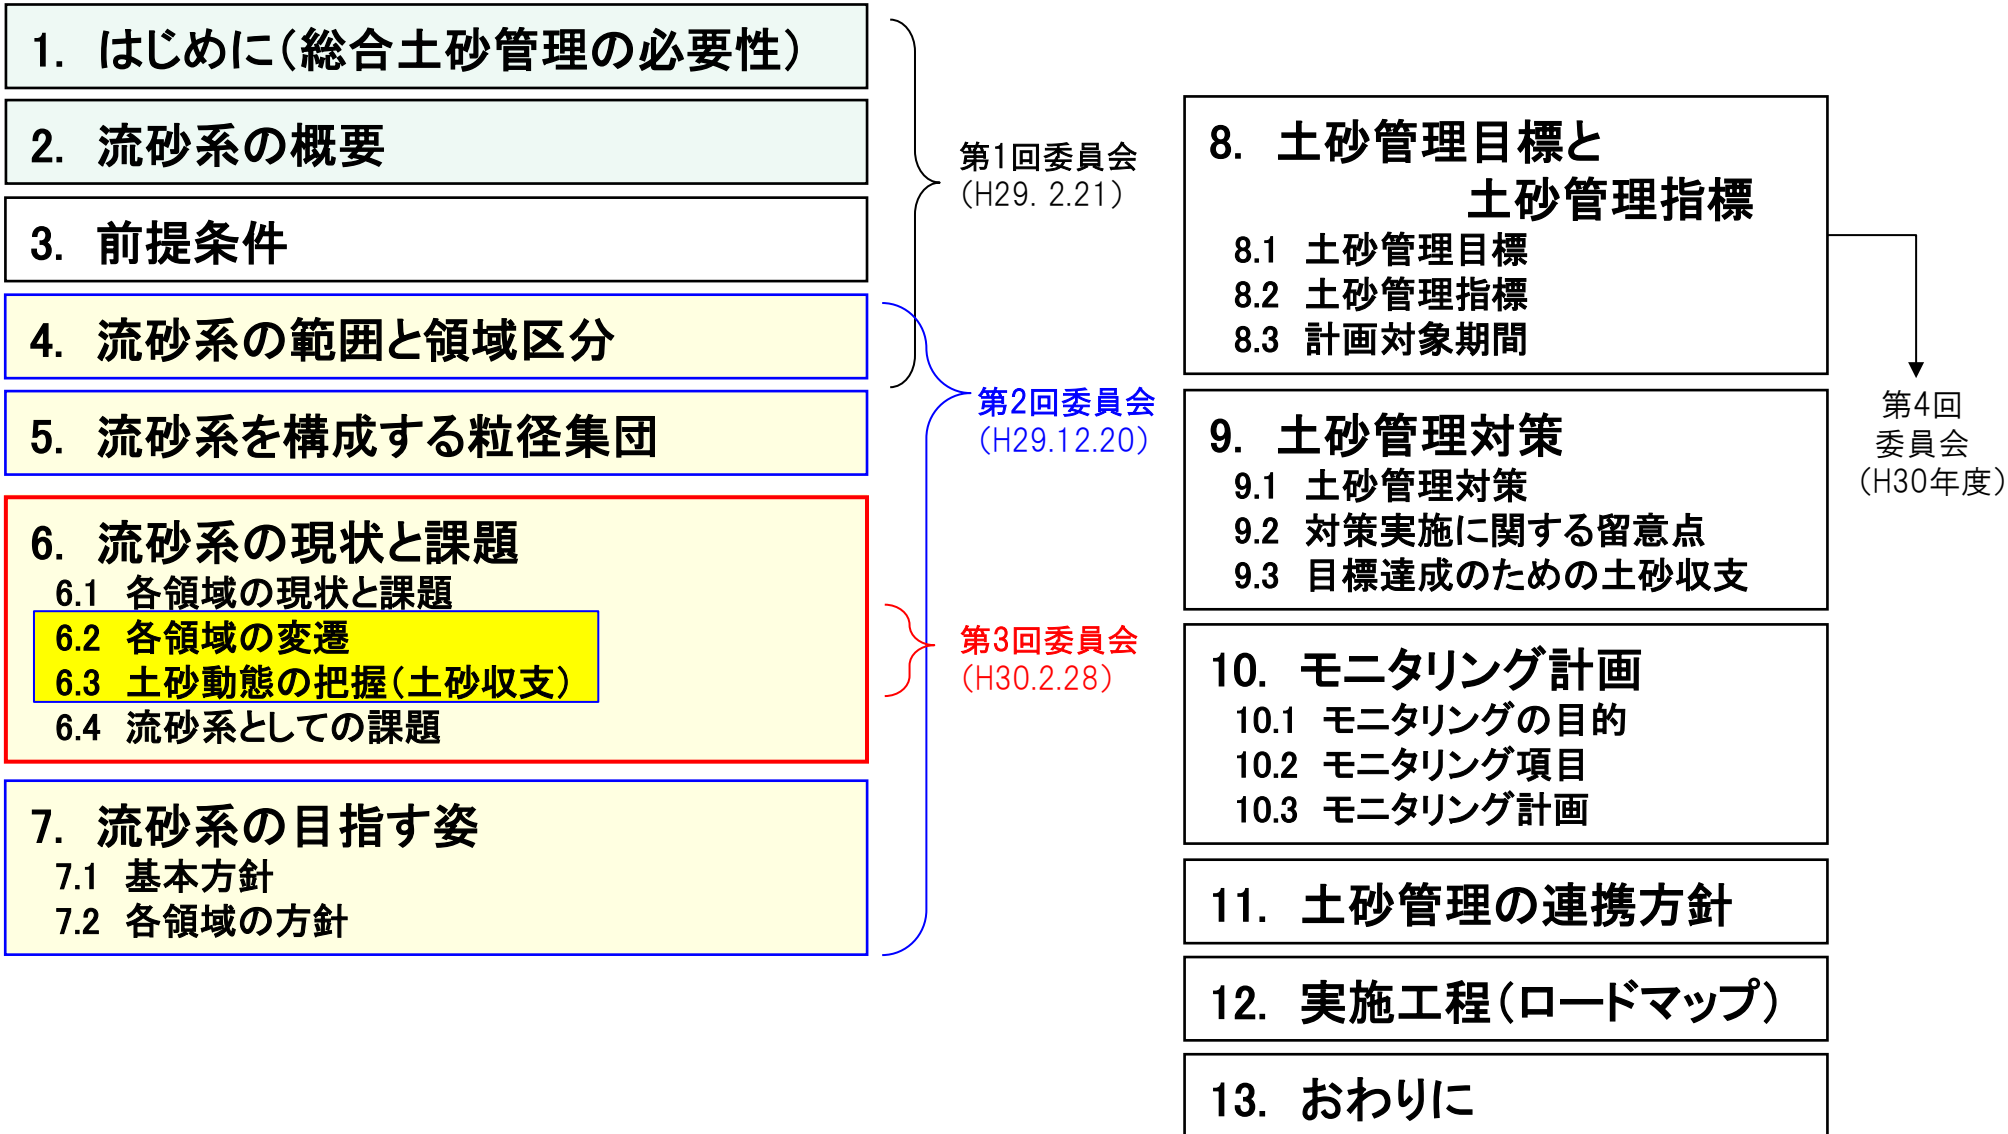 1. はじめに(総合土砂管理の必要性)
2. 流砂系の概要
3. 前提条件
4. 流砂系の範囲と領域区分
5. 流砂系を構成する粒径集団
6. 流砂系の現状と課題
6.1 各領域の現状と課題
6.2 各領域の変遷
6.3 土砂動態の把握(土砂収支)
6.4 流砂系としての課題
7. 流砂系の目指す姿
7.1 基本方針
7.2 各領域の方針
第1回委員会
(H29. 2.21)
第2回委員会
(H29.12.20)
第3回委員会
(H30.2.28)
8. 土砂管理目標と
土砂管理指標
8.1 土砂管理目標
8.2 土砂管理指標
8.3 計画対象期間
9. 土砂管理対策
9.1 土砂管理対策
9.2 対策実施に関する留意点
9.3 目標達成のための土砂収支
10. モニタリング計画
10.1 モニタリングの目的
10.2 モニタリング項目
10.3 モニタリング計画
11. 土砂管理の連携方針
12. 実施工程(ロードマップ)
13. おわりに
第4回
委員会
(H30年度)